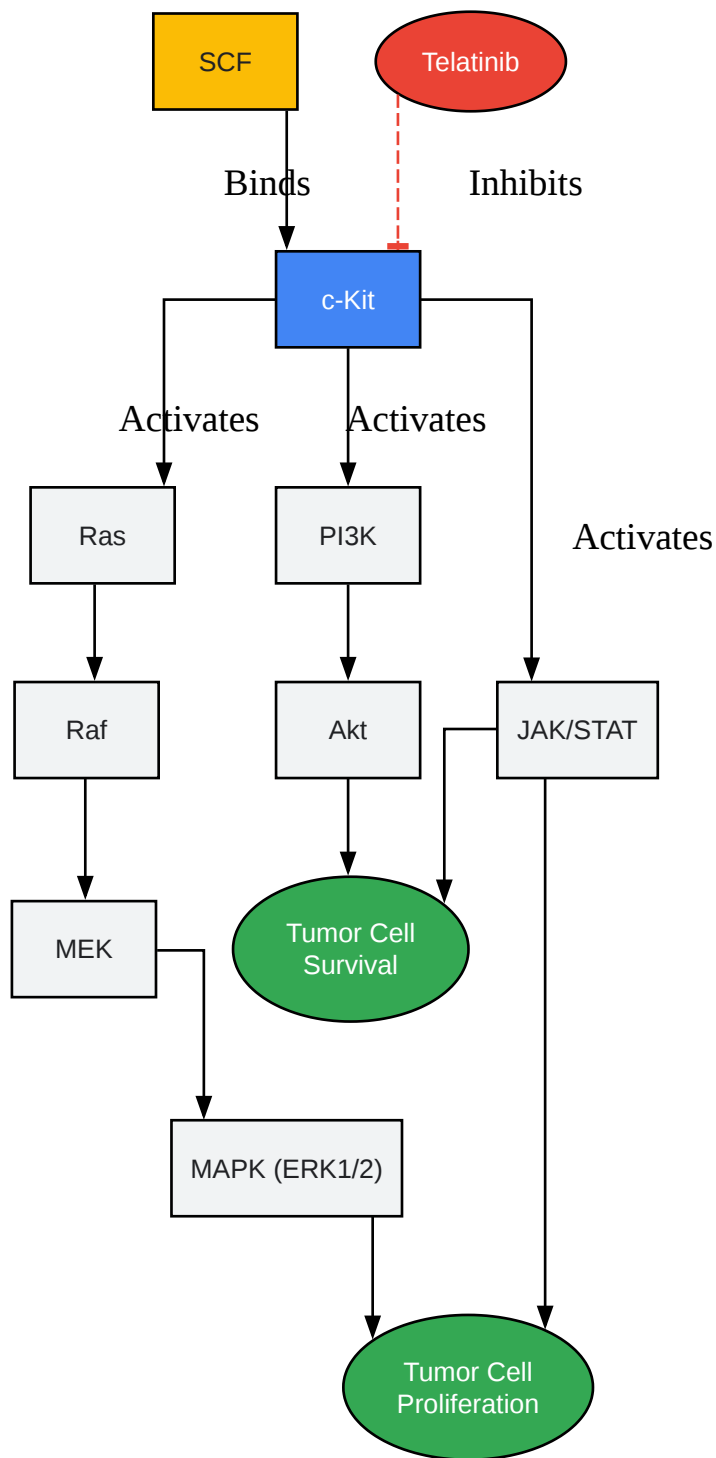 SCF
Telatinib
Binds
Inhibits
c-Kit
Activates
Activates
Ras
PI3K
Activates
Raf
Akt
JAK/STAT
MEK
Tumor Cell
Survival
MAPK (ERK1/2)
Tumor Cell
Proliferation